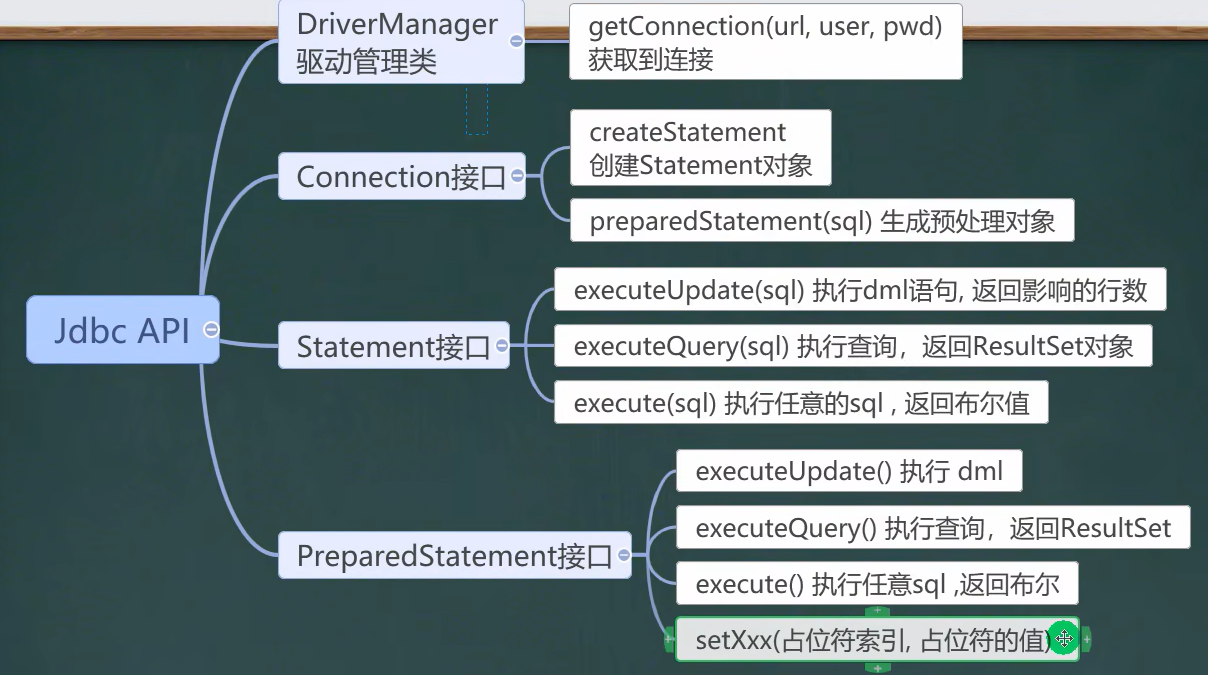 DriverManager
驱动管理类
getConnection(url, user, pwd)
获取到连接
Connection接口
createStatement
创建Statement对象
preparedStatement(sql) 生成预处理对象
Jdbc API
Statement接口
executeUpdate(sql) 执行dml语句, 返回影响的行数
executeQuery(sql) 执行查询，返回ResultSet对象
execute(sql) 执行任意的sql , 返回布尔值
PreparedStatement接口
executeUpdate() 执行 dml
executeQuery() 执行查询，返回ResultSet
execute() 执行任意sql ,返回布尔
setXxx(占位符索引, 占位符的值)